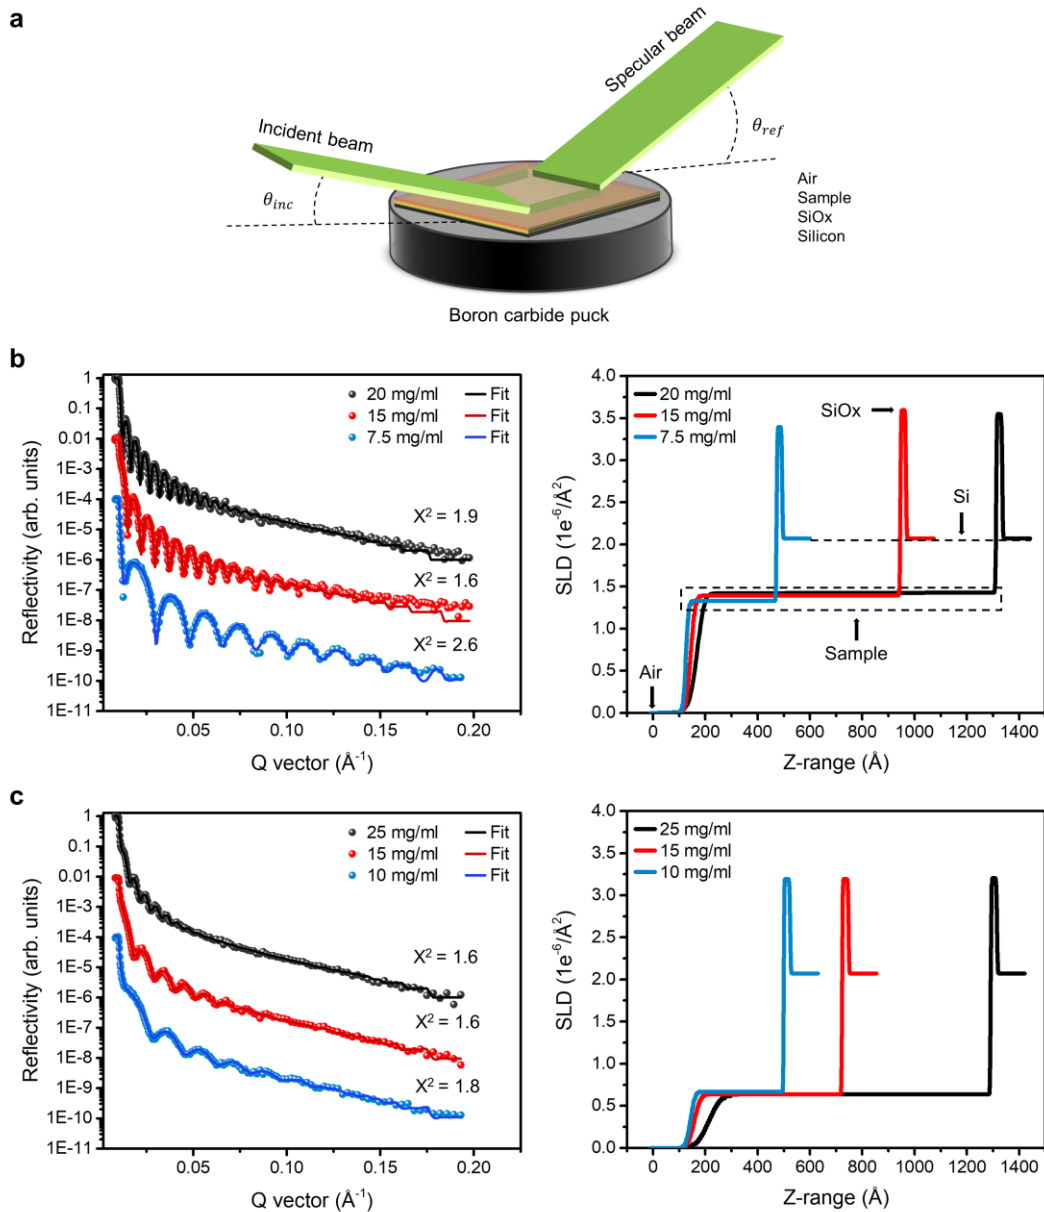 a
Specular beam
Incident beam
θref
θinc
Air
Sample
SiOx
Silicon
Boron carbide puck
b
Reflectivity (arb. units)
1
0.1
0.01
1E-3
1E-4
1E-5
1E-6
1E-7
1E-8
1E-9
1E-10
1E-11
20 mg/ml Fit
15 mg/ml Fit
7.5 mg/ml Fit
X² = 1.9
X² = 1.6
X² = 2.6
0.05 0.10 0.15 0.20
Q vector (Å⁻¹)
SLD (1e⁻⁶/Å²)
4.0
3.5
3.0
2.5
2.0
1.5
1.0
0.5
0.0
20 mg/ml
15 mg/ml
7.5 mg/ml
SiOx
Si
Sample
Air
0 200 400 600 800 1000 1200 1400
Z-range (Å)
c
Reflectivity (arb. units)
1
0.1
0.01
1E-3
1E-4
1E-5
1E-6
1E-7
1E-8
1E-9
1E-10
1E-11
25 mg/ml Fit
15 mg/ml Fit
10 mg/ml Fit
X² = 1.6
X² = 1.6
X² = 1.8
0.05 0.10 0.15 0.20
Q vector (Å⁻¹)
SLD (1e⁻⁶/Å²)
4.0
3.5
3.0
2.5
2.0
1.5
1.0
0.5
0.0
25 mg/ml
15 mg/ml
10 mg/ml
0 200 400 600 800 1000 1200 1400
Z-range (Å)